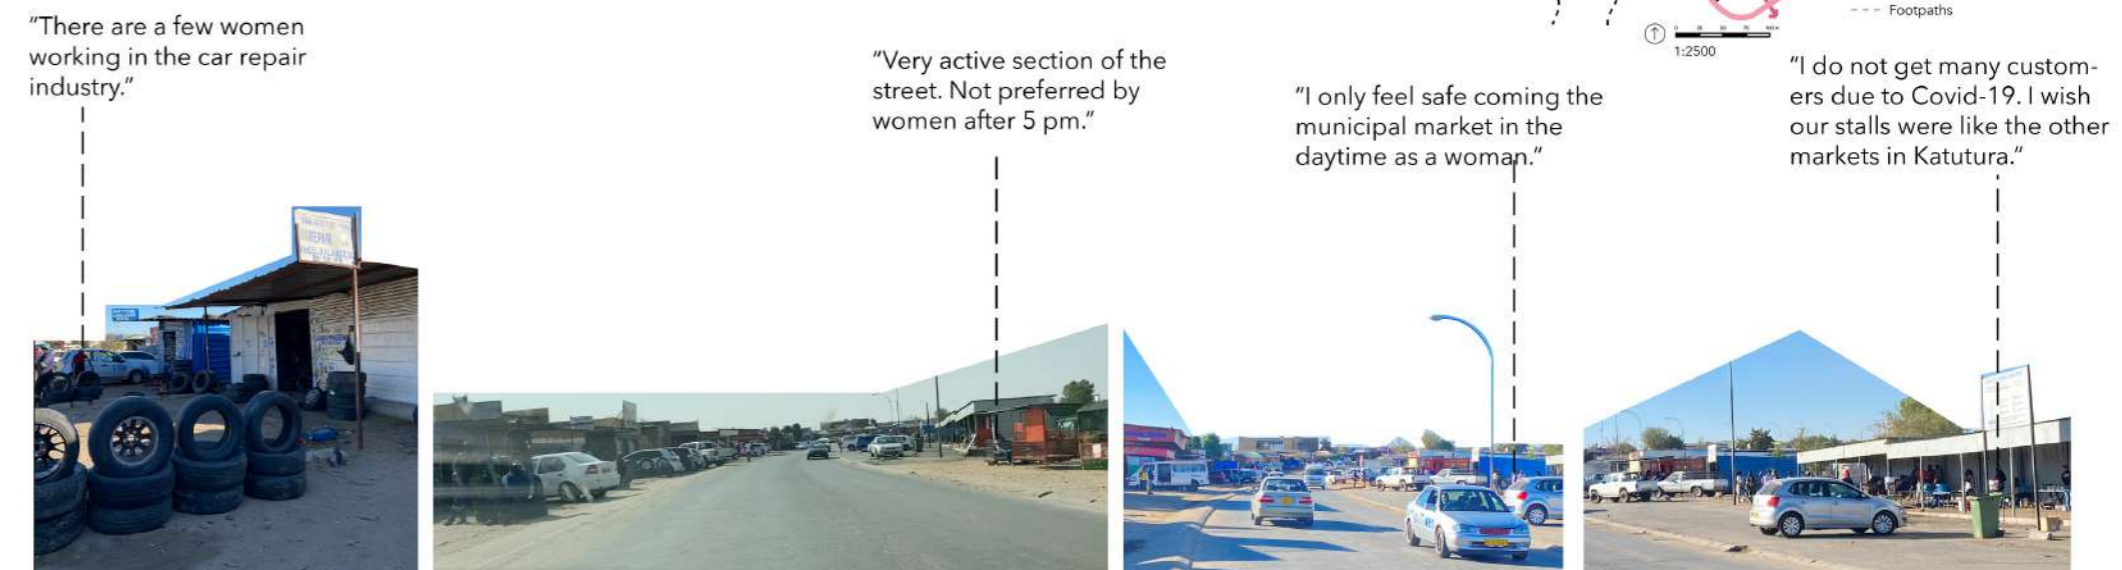 “There are a few women
working in the car repair
industry.”
“Very active section of the
street. Not preferred by
women after 5 pm.”
“I only feel safe coming the
municipal market in the
daytime as a woman.”
Footpaths
1:2500
“I do not get many custom-
ers due to Covid-19. I wish
our stalls were like the other
markets in Katutura.”
REPAIR